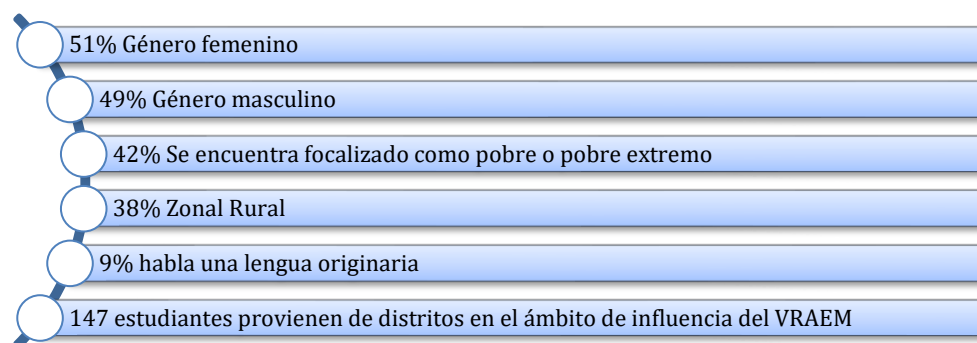 51% Género femenino
49% Género masculino
42% Se encuentra focalizado como pobre o pobre extremo
38% Zonal Rural
9% habla una lengua originaria
147 estudiantes provienen de distritos en el ámbito de influencia del VRAEM